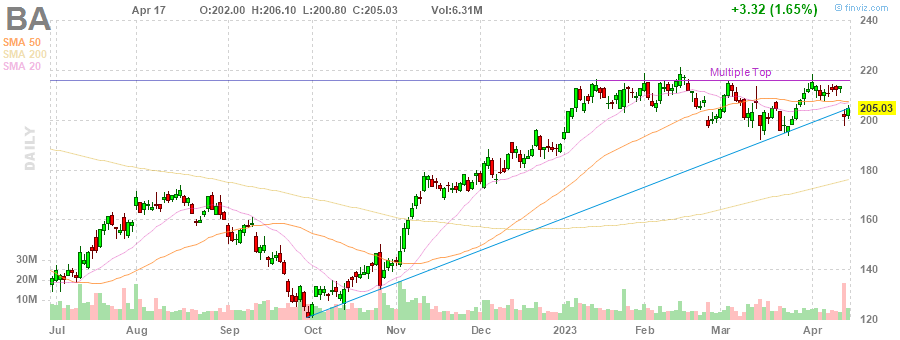 BA
Apr 17 O:202.00 H:206.10 L:200.80 C:205.03 Vol:6.31M +3.32 (1.65%)
© finviz.com
SMA 50
SMA 200
SMA 20
DAILY
Multiple Top
240
220
205.03
200
180
160
140
120
30M
20M
10M
Jul Aug Sep Oct Nov Dec 2023 Feb Mar Apr